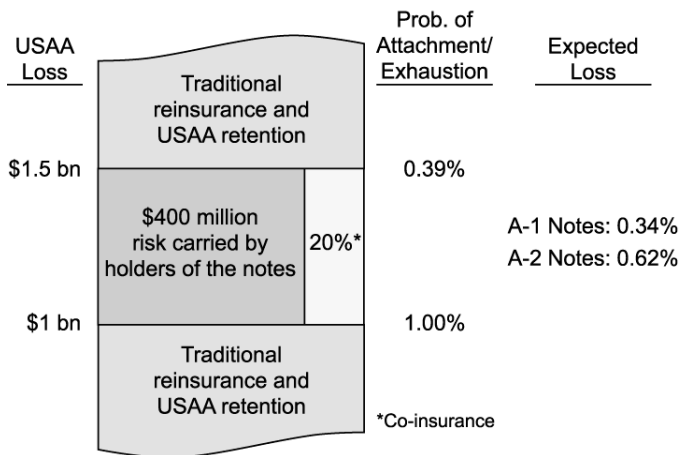 USAA
Loss
Prob. of
Attachment/
Exhaustion
Expected
Loss
Traditional
reinsurance and
USAA retention
$1.5 bn
0.39%
$400 million
risk carried by
holders of the notes
20%*
A-1 Notes: 0.34%
A-2 Notes: 0.62%
$1 bn
1.00%
Traditional
reinsurance and
USAA retention
*Co-insurance